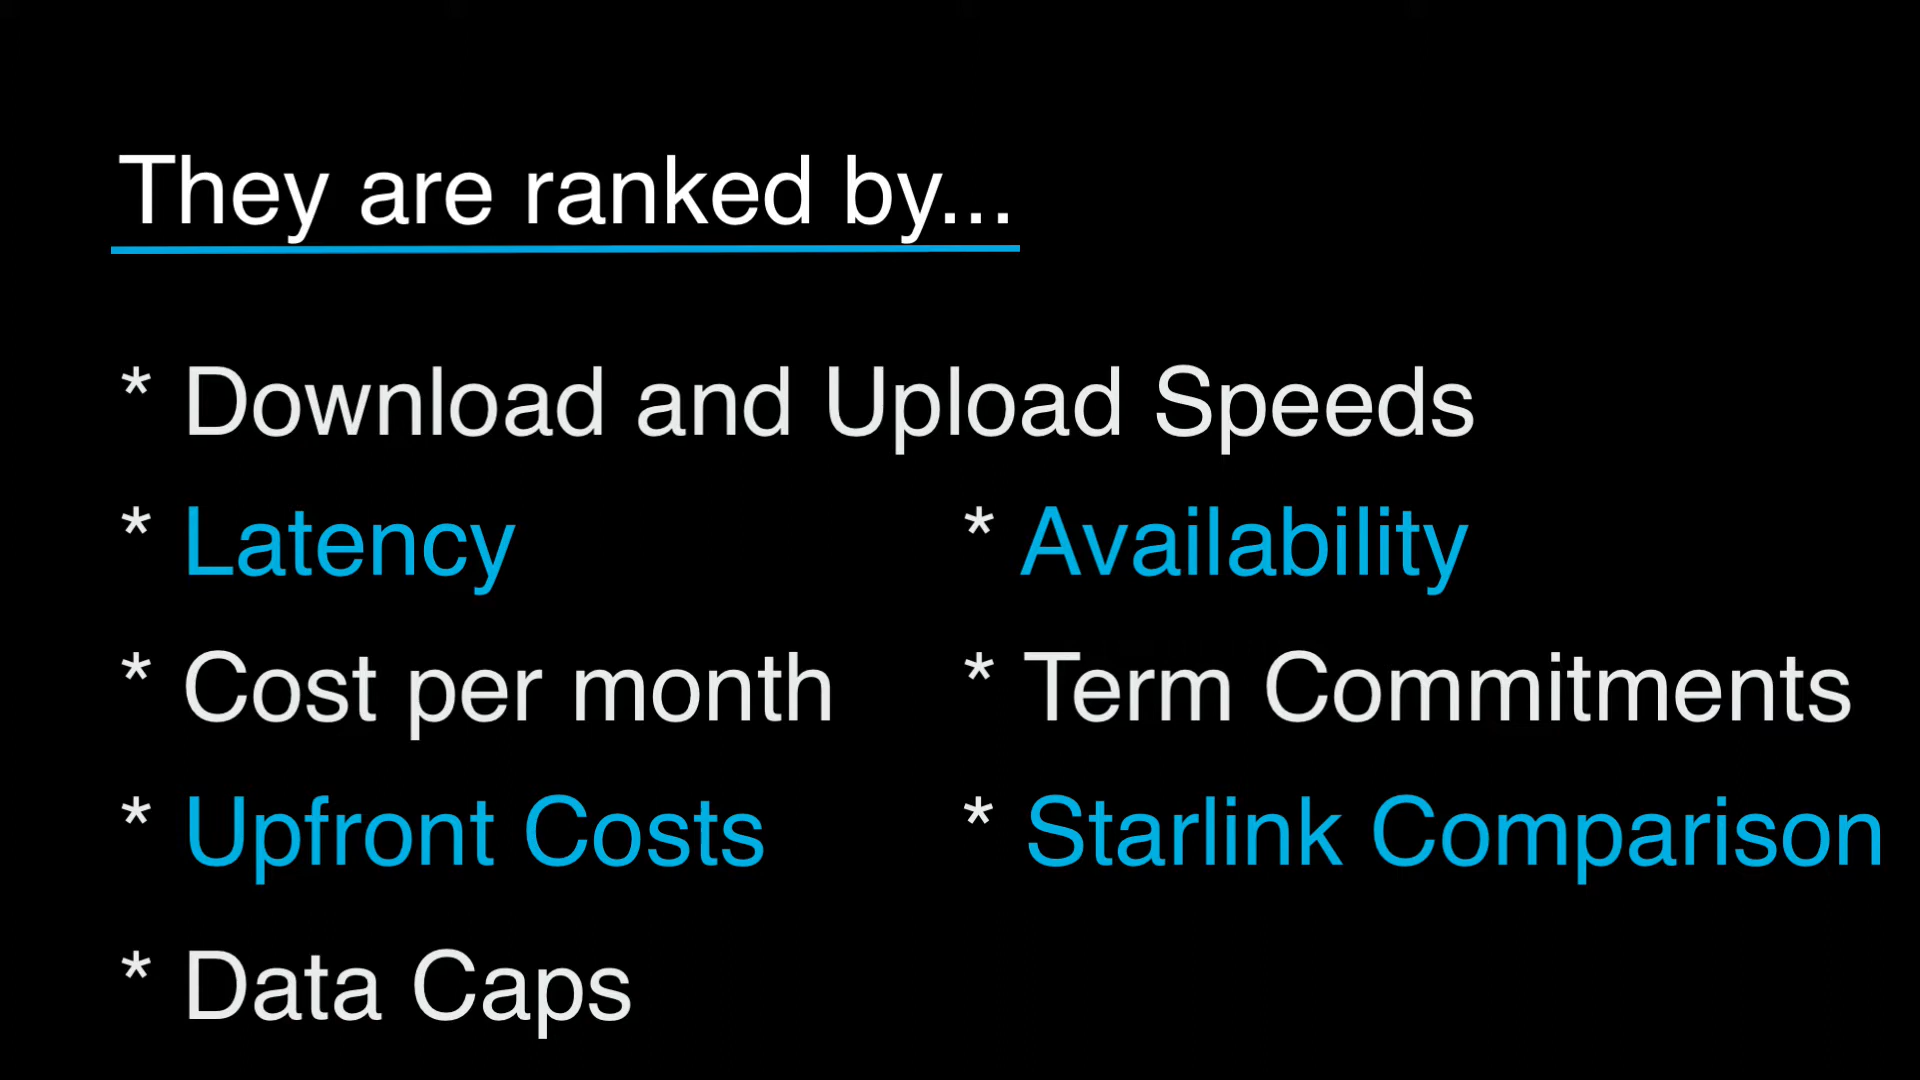 They are ranked by...
* Download and Upload Speeds
* Latency
* Cost per month
* Upfront Costs
* Data Caps
* Availability
* Term Commitments
* Starlink Comparison